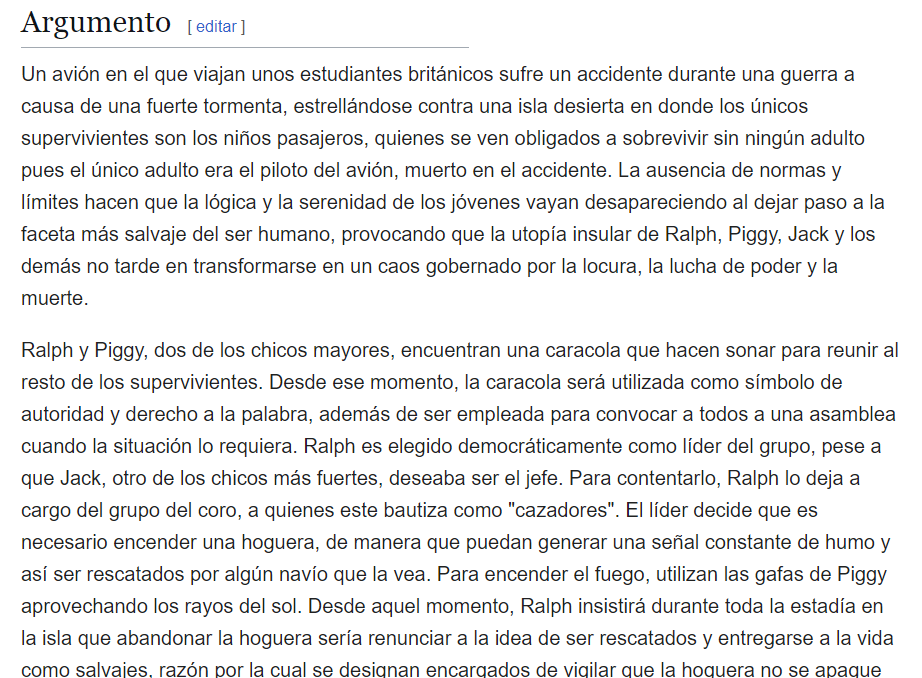 Argumento [ editar ]
Un avión en el que viajan unos estudiantes británicos sufre un accidente durante una guerra a
causa de una fuerte tormenta, estrellándose contra una isla desierta en donde los únicos
supervivientes son los niños pasajeros, quienes se ven obligados a sobrevivir sin ningún adulto
pues el único adulto era el piloto del avión, muerto en el accidente. La ausencia de normas y
límites hacen que la lógica y la serenidad de los jóvenes vayan desapareciendo al dejar paso a la
faceta más salvaje del ser humano, provocando que la utopía insular de Ralph, Piggy, Jack y los
demás no tarde en transformarse en un caos gobernado por la locura, la lucha de poder y la
muerte.
Ralph y Piggy, dos de los chicos mayores, encuentran una caracola que hacen sonar para reunir al
resto de los supervivientes. Desde ese momento, la caracola será utilizada como símbolo de
autoridad y derecho a la palabra, además de ser empleada para convocar a todos a una asamblea
cuando la situación lo requiera. Ralph es elegido democráticamente como líder del grupo, pese a
que Jack, otro de los chicos más fuertes, deseaba ser el jefe. Para contentarlo, Ralph lo deja a
cargo del grupo del coro, a quienes este bautiza como "cazadores". El líder decide que es
necesario encender una hoguera, de manera que puedan generar una señal constante de humo y
así ser rescatados por algún navío que la vea. Para encender el fuego, utilizan las gafas de Piggy
aprovechando los rayos del sol. Desde aquel momento, Ralph insistirá durante toda la estadía en
la isla que abandonar la hoguera sería renunciar a la idea de ser rescatados y entregarse a la vida
como salvajes, razón por la cual se designan encargados de vigilar que la hoguera no se apague